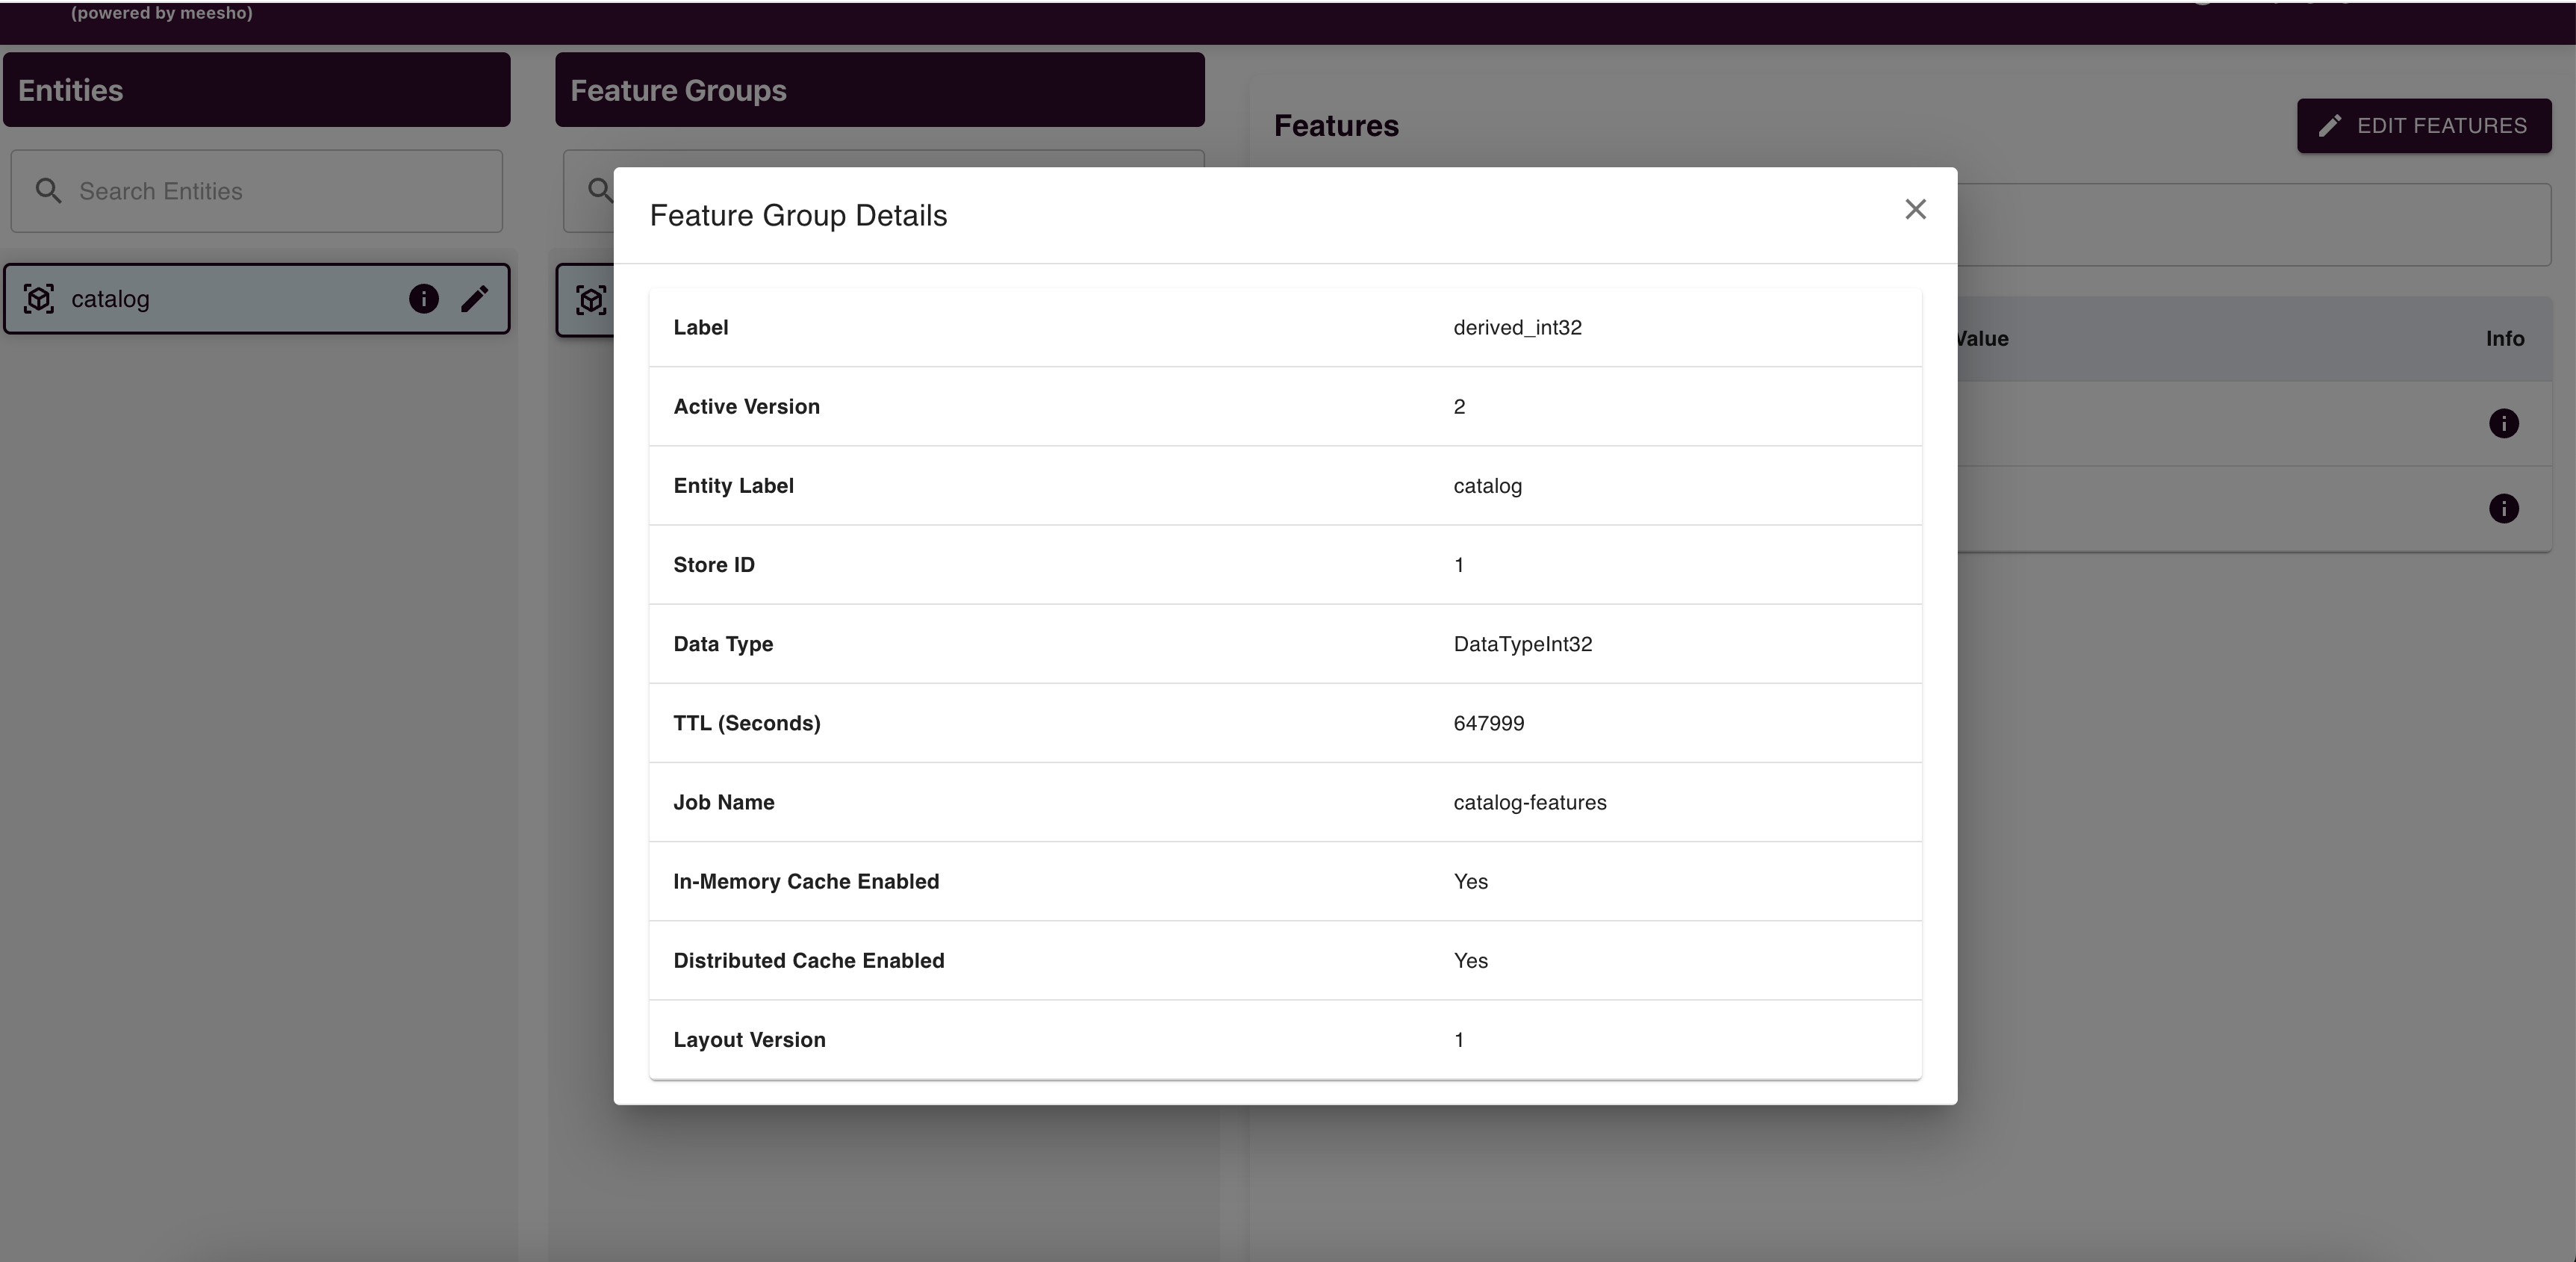 (powered by meesho)
Entities
Feature Groups
Features
EDIT FEATURES
Search Entities
catalog
Value
Info
Feature Group Details
Label derived_int32
Active Version 2
Entity Label catalog
Store ID 1
Data Type DataTypeInt32
TTL (Seconds) 647999
Job Name catalog-features
In-Memory Cache Enabled Yes
Distributed Cache Enabled Yes
Layout Version 1